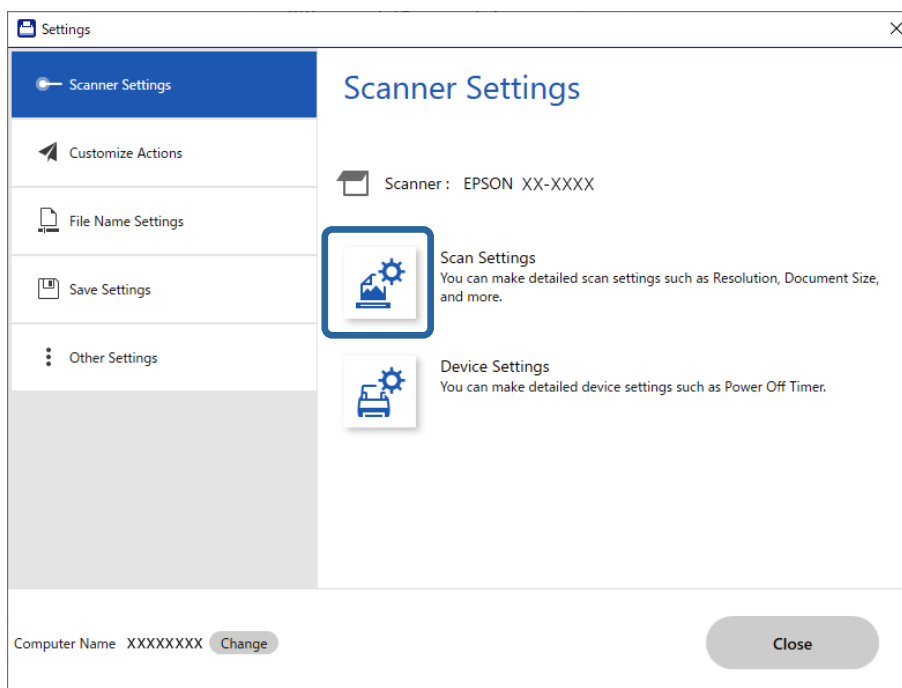 Settings
Scanner Settings
Customize Actions
File Name Settings
Save Settings
Other Settings
Scanner Settings
Scanner : EPSON XX-XXXX
Scan Settings
You can make detailed scan settings such as Resolution, Document Size,
and more.
Device Settings
You can make detailed device settings such as Power Off Timer.
Computer Name XXXXXXXX Change
Close